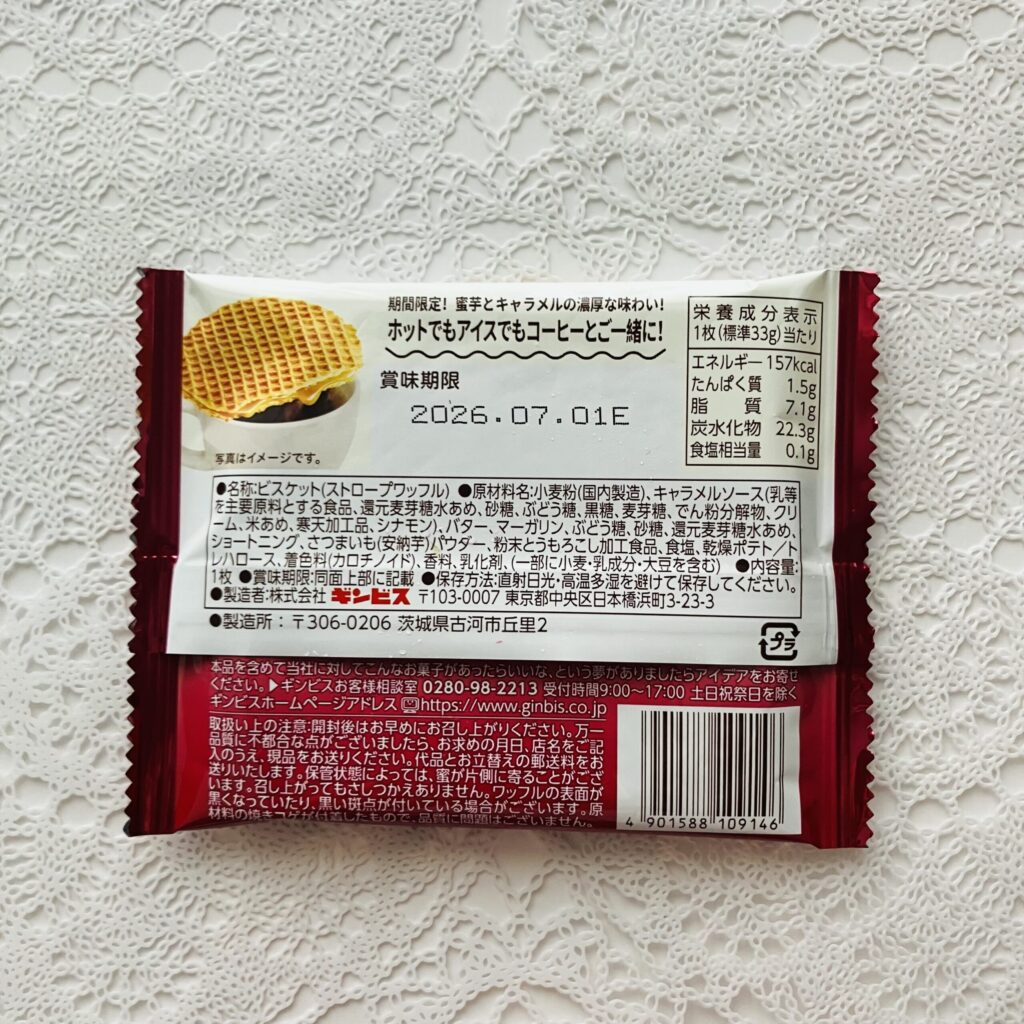 期間限定！蜜芋とキャラメルの濃厚な味わい！
ホットでもアイスでもコーヒーとご一緒に！
賞味期限
2026.07.01E
写真はイメージです。
栄養成分表示
1枚(標準33g)当たり
エネルギー 157kcal
たんぱく質 1.5g
脂質 7.1g
炭水化物 22.3g
食塩相当量 0.1g
●名称:ビスケット(ストロープワッフル) ●原材料名:小麦粉(国内製造)、キャラメルソース(乳等
を主要原料とする食品、還元麦芽糖水あめ、砂糖、ぶどう糖、黒糖、麦芽糖、でん粉分解物、クリ
ーム、米あめ、寒天加工品、シナモン)、バター、マーガリン、ぶどう糖、砂糖、還元麦芽糖水あめ、
ショートニング、さつまいも(安納芋)パウダー、粉末とうもろこし加工食品、食塩、乾燥ポテト／ト
レハロース、着色料(カロチノイド)、香料、乳化剤、(一部に小麦・乳成分・大豆を含む) ●内容量:
1枚 ●賞味期限:同面上部に記載 ●保存方法:直射日光・高温多湿を避けて保存してください。
●製造者:株式会社 ギンビス 〒103-0007 東京都中央区日本橋浜町3-23-3
●製造所：〒306-0206 茨城県古河市丘里2
プラ
本品を含めて当社に対してこんなお菓子があったらいいな、という夢がありましたらアイデアをお寄せ
ください。▶ギンビスお客様相談室 0280-98-2213 受付時間9:00～17:00 土日祝祭日を除く
ギンビスホームページアドレス https://www.ginbis.co.jp
取扱い上の注意:開封後はお早めにお召し上がりください。万一
品質に不都合な点がございましたら、お求めの月日、店名をご記
入のうえ、現品をお送りください。代品とお立替えの郵送料をお
送りいたします。保管状態によっては、蜜が片側に寄ることがござ
います。召し上がってもさしつかえありません。ワッフルの表面が
黒くなっていたり、黒い斑点が付いている場合がございます。原
材料の焼きコゲが付着したもので、品質に問題はございません。
4 901588 109146